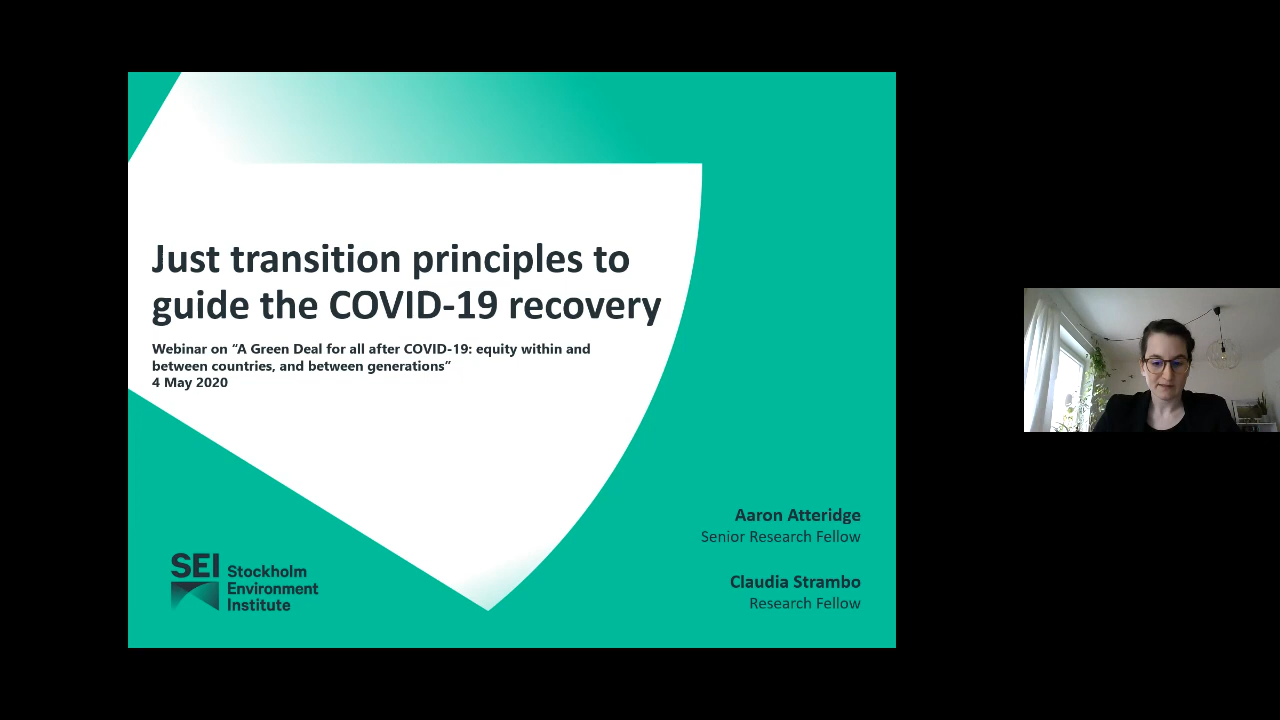 Just transition principles to
guide the COVID-19 recovery
Webinar on “A Green Deal for all after COVID-19: equity within and
between countries, and between generations”
4 May 2020
Aaron Atteridge
Senior Research Fellow
Claudia Strambo
Research Fellow
SEI Stockholm
Environment
Institute